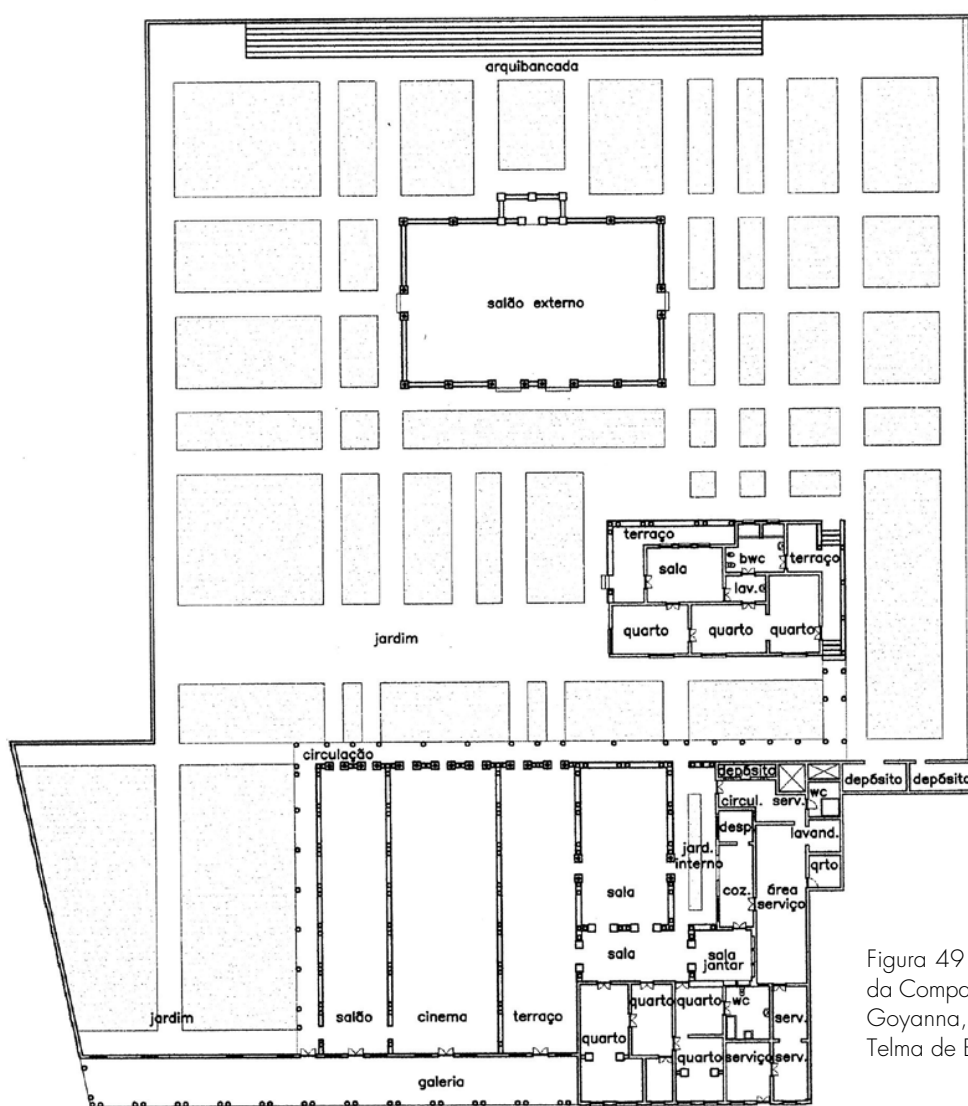 arquibancada
salão externo
terraço
bwc
terraço
sala
lav.
quarto
quarto
quarto
jardim
circulação
depósito
circul. serv.
wc
depósito
depósito
lavand.
desp.
jard.
interno
qrto
coz.
área
serviço
sala
sala
sala
jantar
jardim
salão
cinema
terraço
quarto
quarto
wc
serv.
quarto
quarto
serviço
serv.
galeria
Figura 49
da Compa
Goyanna,
Telma de B